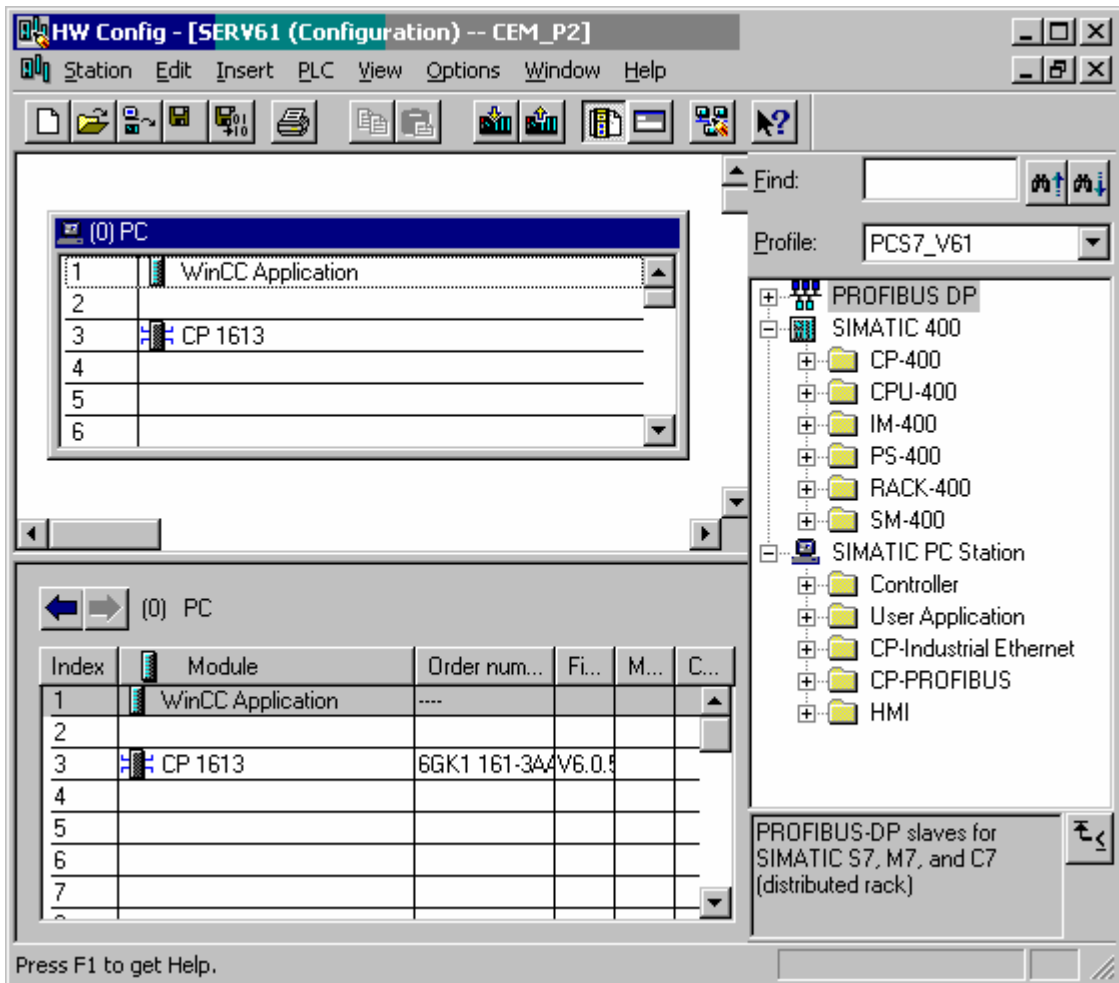 HW Config - [SERV61 (Configuration) -- CEM_P2]
Station Edit Insert PLC View Options Window Help
(0) PC
1 WinCC Application
2
3 CP 1613
4
5
6
Find:
Profile: PCS7_V61
PROFIBUS DP
SIMATIC 400
CP-400
CPU-400
IM-400
PS-400
RACK-400
SM-400
SIMATIC PC Station
Controller
User Application
CP-Industrial Ethernet
CP-PROFIBUS
HMI
(0) PC
Index Module Order num... Fi... M... C...
1 WinCC Application ----
2
3 CP 1613 6GK1 161-3AA V6.0.5
4
5
6
7
PROFIBUS-DP slaves for
SIMATIC S7, M7, and C7
(distributed rack)
Press F1 to get Help.